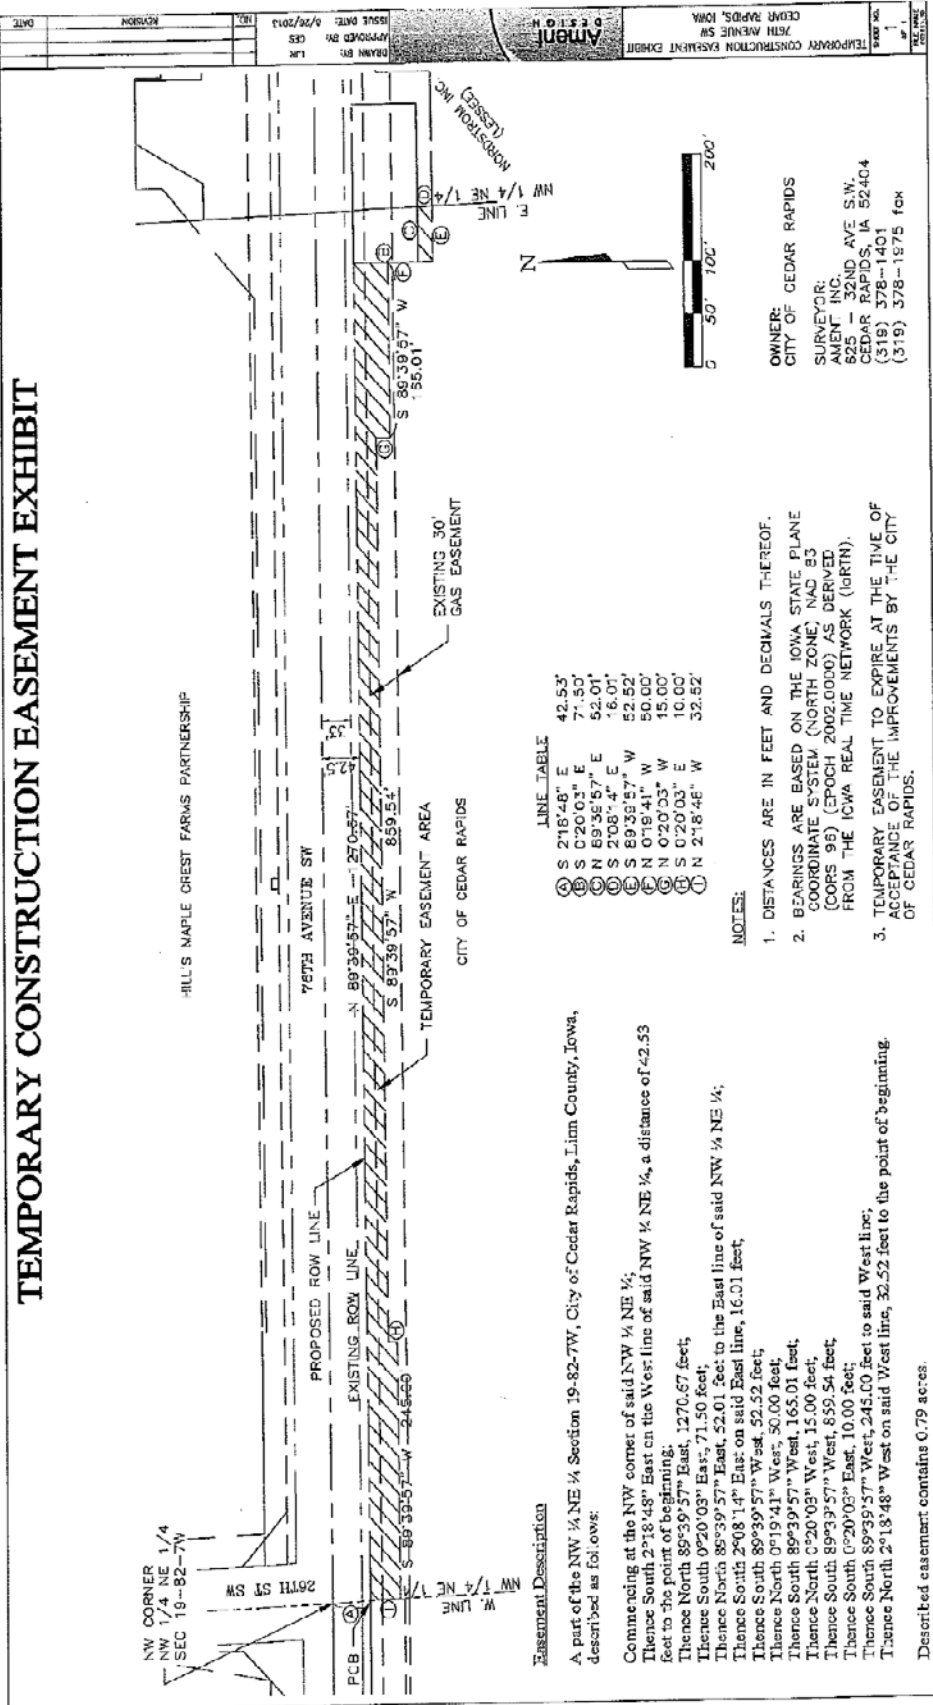 TEMPORARY CONSTRUCTION EASEMENT EXHIBIT
NW CORNER
NW 1/4 NE 1/4
SEC 19-82-7W
HILL'S MAPLE CREST FARMS PARTNERSHIP
26TH ST SW
76TH AVENUE SW
PROPOSED ROW LINE
EXISTING ROW LINE
N 89°39'57" E 1270.67'
42.5'
33'
S 89°39'57" W 859.54'
S 89°39'57" W 245.00'
S 89°39'57" W
165.01'
POB
A
I
H
G
F
B
C
D
E
W. LINE
NW 1/4 NE 1/4
E. LINE
NW 1/4 NE 1/4
NORDSTROM INC.
(LESSEE)
TEMPORARY EASEMENT AREA
CITY OF CEDAR RAPIDS
EXISTING 30'
GAS EASEMENT
N
0 50' 100' 200'
Easement Description
A part of the NW ¼ NE ¼ Section 19-82-7W, City of Cedar Rapids, Linn County, Iowa,
described as follows:
Commencing at the NW corner of said NW ¼ NE ¼;
Thence South 2°18'48" East on the West line of said NW ¼ NE ¼, a distance of 42.53
feet to the point of beginning;
Thence North 89°39'57" East, 1270.67 feet;
Thence South 0°20'03" East, 71.50 feet;
Thence North 89°39'57" East, 52.01 feet to the East line of said NW ¼ NE ¼;
Thence South 2°08'14" East on said East line, 16.01 feet;
Thence South 89°39'57" West, 52.52 feet;
Thence North 0°19'41" West, 50.00 feet;
Thence South 89°39'57" West, 165.01 feet;
Thence North 0°20'03" West, 15.00 feet;
Thence South 89°39'57" West, 859.54 feet;
Thence South 0°20'03" East, 10.00 feet;
Thence South 89°39'57" West, 245.00 feet to said West line;
Thence North 2°18'48" West on said West line, 32.52 feet to the point of beginning.
Described easement contains 0.79 acres.
LINE TABLE
A S 2°18'48" E 42.53'
B S 0°20'03" E 71.50'
C N 89°39'57" E 52.01'
D S 2°08'14" E 16.01'
E S 89°39'57" W 52.52'
F N 0°19'41" W 50.00'
G N 0°20'03" W 15.00'
H S 0°20'03" E 10.00'
I N 2°18'48" W 32.52'
NOTES:
1. DISTANCES ARE IN FEET AND DECIMALS THEREOF.
2. BEARINGS ARE BASED ON THE IOWA STATE PLANE
COORDINATE SYSTEM (NORTH ZONE) NAD 83
(CORS 96) (EPOCH 2002.0000) AS DERIVED
FROM THE IOWA REAL TIME NETWORK (IaRTN).
3. TEMPORARY EASEMENT TO EXPIRE AT THE TIME OF
ACCEPTANCE OF THE IMPROVEMENTS BY THE CITY
OF CEDAR RAPIDS.
OWNER:
CITY OF CEDAR RAPIDS
SURVEYOR:
AMENT INC.
625 - 32ND AVE S.W.
CEDAR RAPIDS, IA 52404
(319) 378-1401
(319) 378-1975 fax
DATE
REVISION
NO.
DRAWN BY: LJK
APPROVED BY: CES
ISSUE DATE: 8/26/2013
Ament
DESIGN
TEMPORARY CONSTRUCTION EASEMENT EXHIBIT
76TH AVENUE SW
CEDAR RAPIDS, IOWA
SHEET NO.
1
OF 1